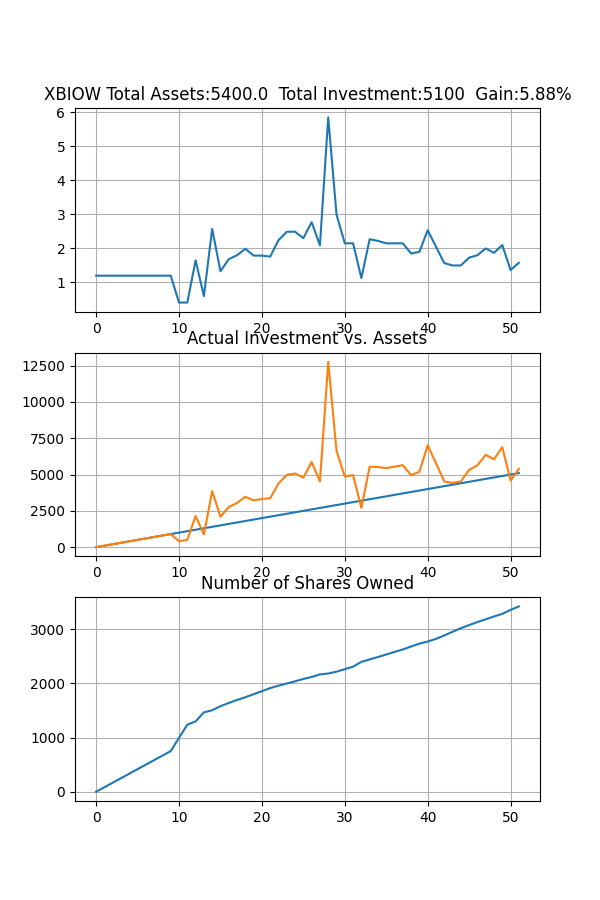 XBIOW Total Assets:5400.0  Total Investment:5100  Gain:5.88%
6
5
4
3
2
1
0 10 20 30 40 50
Actual Investment vs. Assets
12500
10000
7500
5000
2500
0
0 10 20 30 40 50
Number of Shares Owned
3000
2000
1000
0
0 10 20 30 40 50